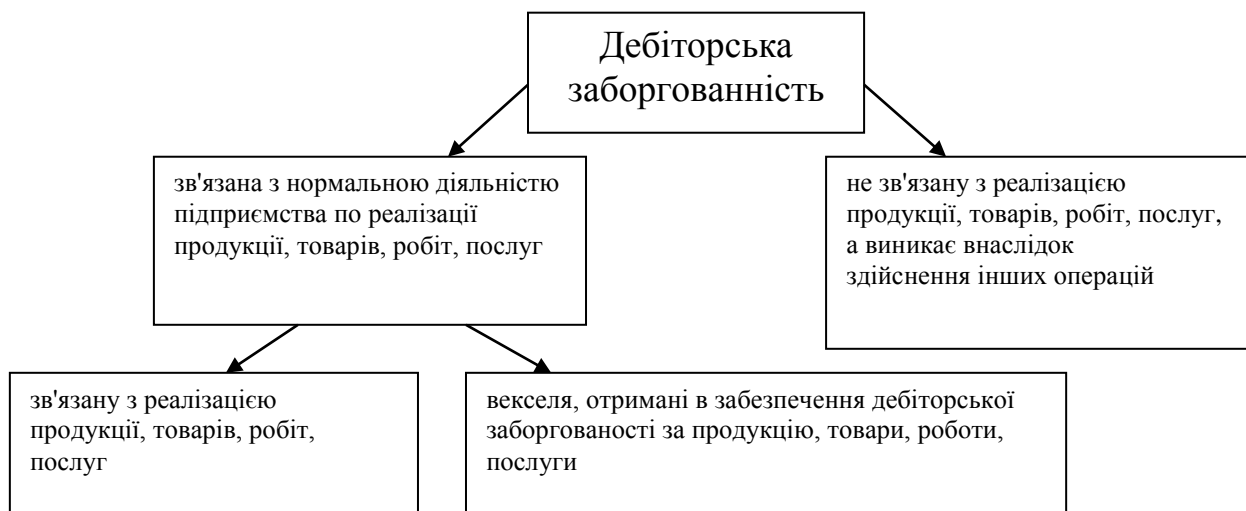 Дебіторська
заборгованність
зв'язана з нормальною діяльністю
підприємства по реалізації
продукції, товарів, робіт, послуг
не зв'язану з реалізацією
продукції, товарів, робіт, послуг,
а виникає внаслідок
здійснення інших операцій
зв'язану з реалізацією
продукції, товарів, робіт,
послуг
векселя, отримані в забезпечення дебіторської
заборгованості за продукцію, товари, роботи,
послуги